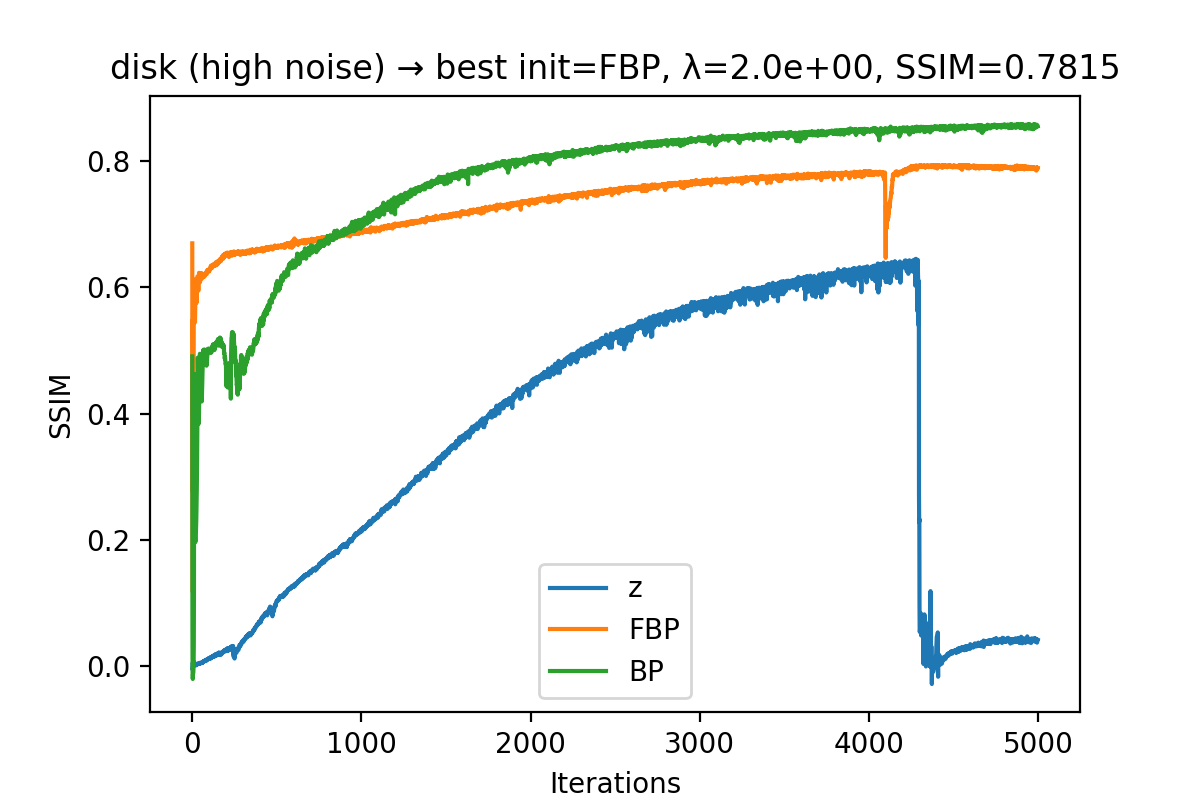 disk (high noise) → best init=FBP, λ=2.0e+00, SSIM=0.7815
SSIM
0.8
0.6
0.4
0.2
0.0
z
FBP
BP
0 1000 2000 3000 4000 5000
Iterations